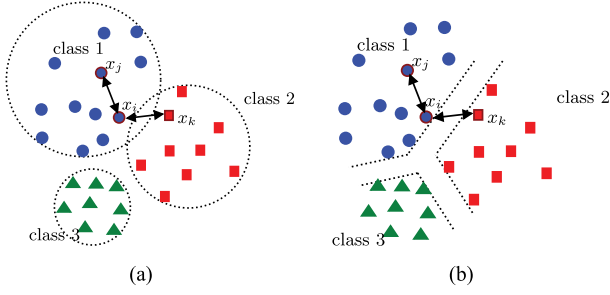 class 1
x_j
x_i
x_k
class 2
class 3
(a)
class 1
x_j
x_i
x_k
class 2
class 3
(b)